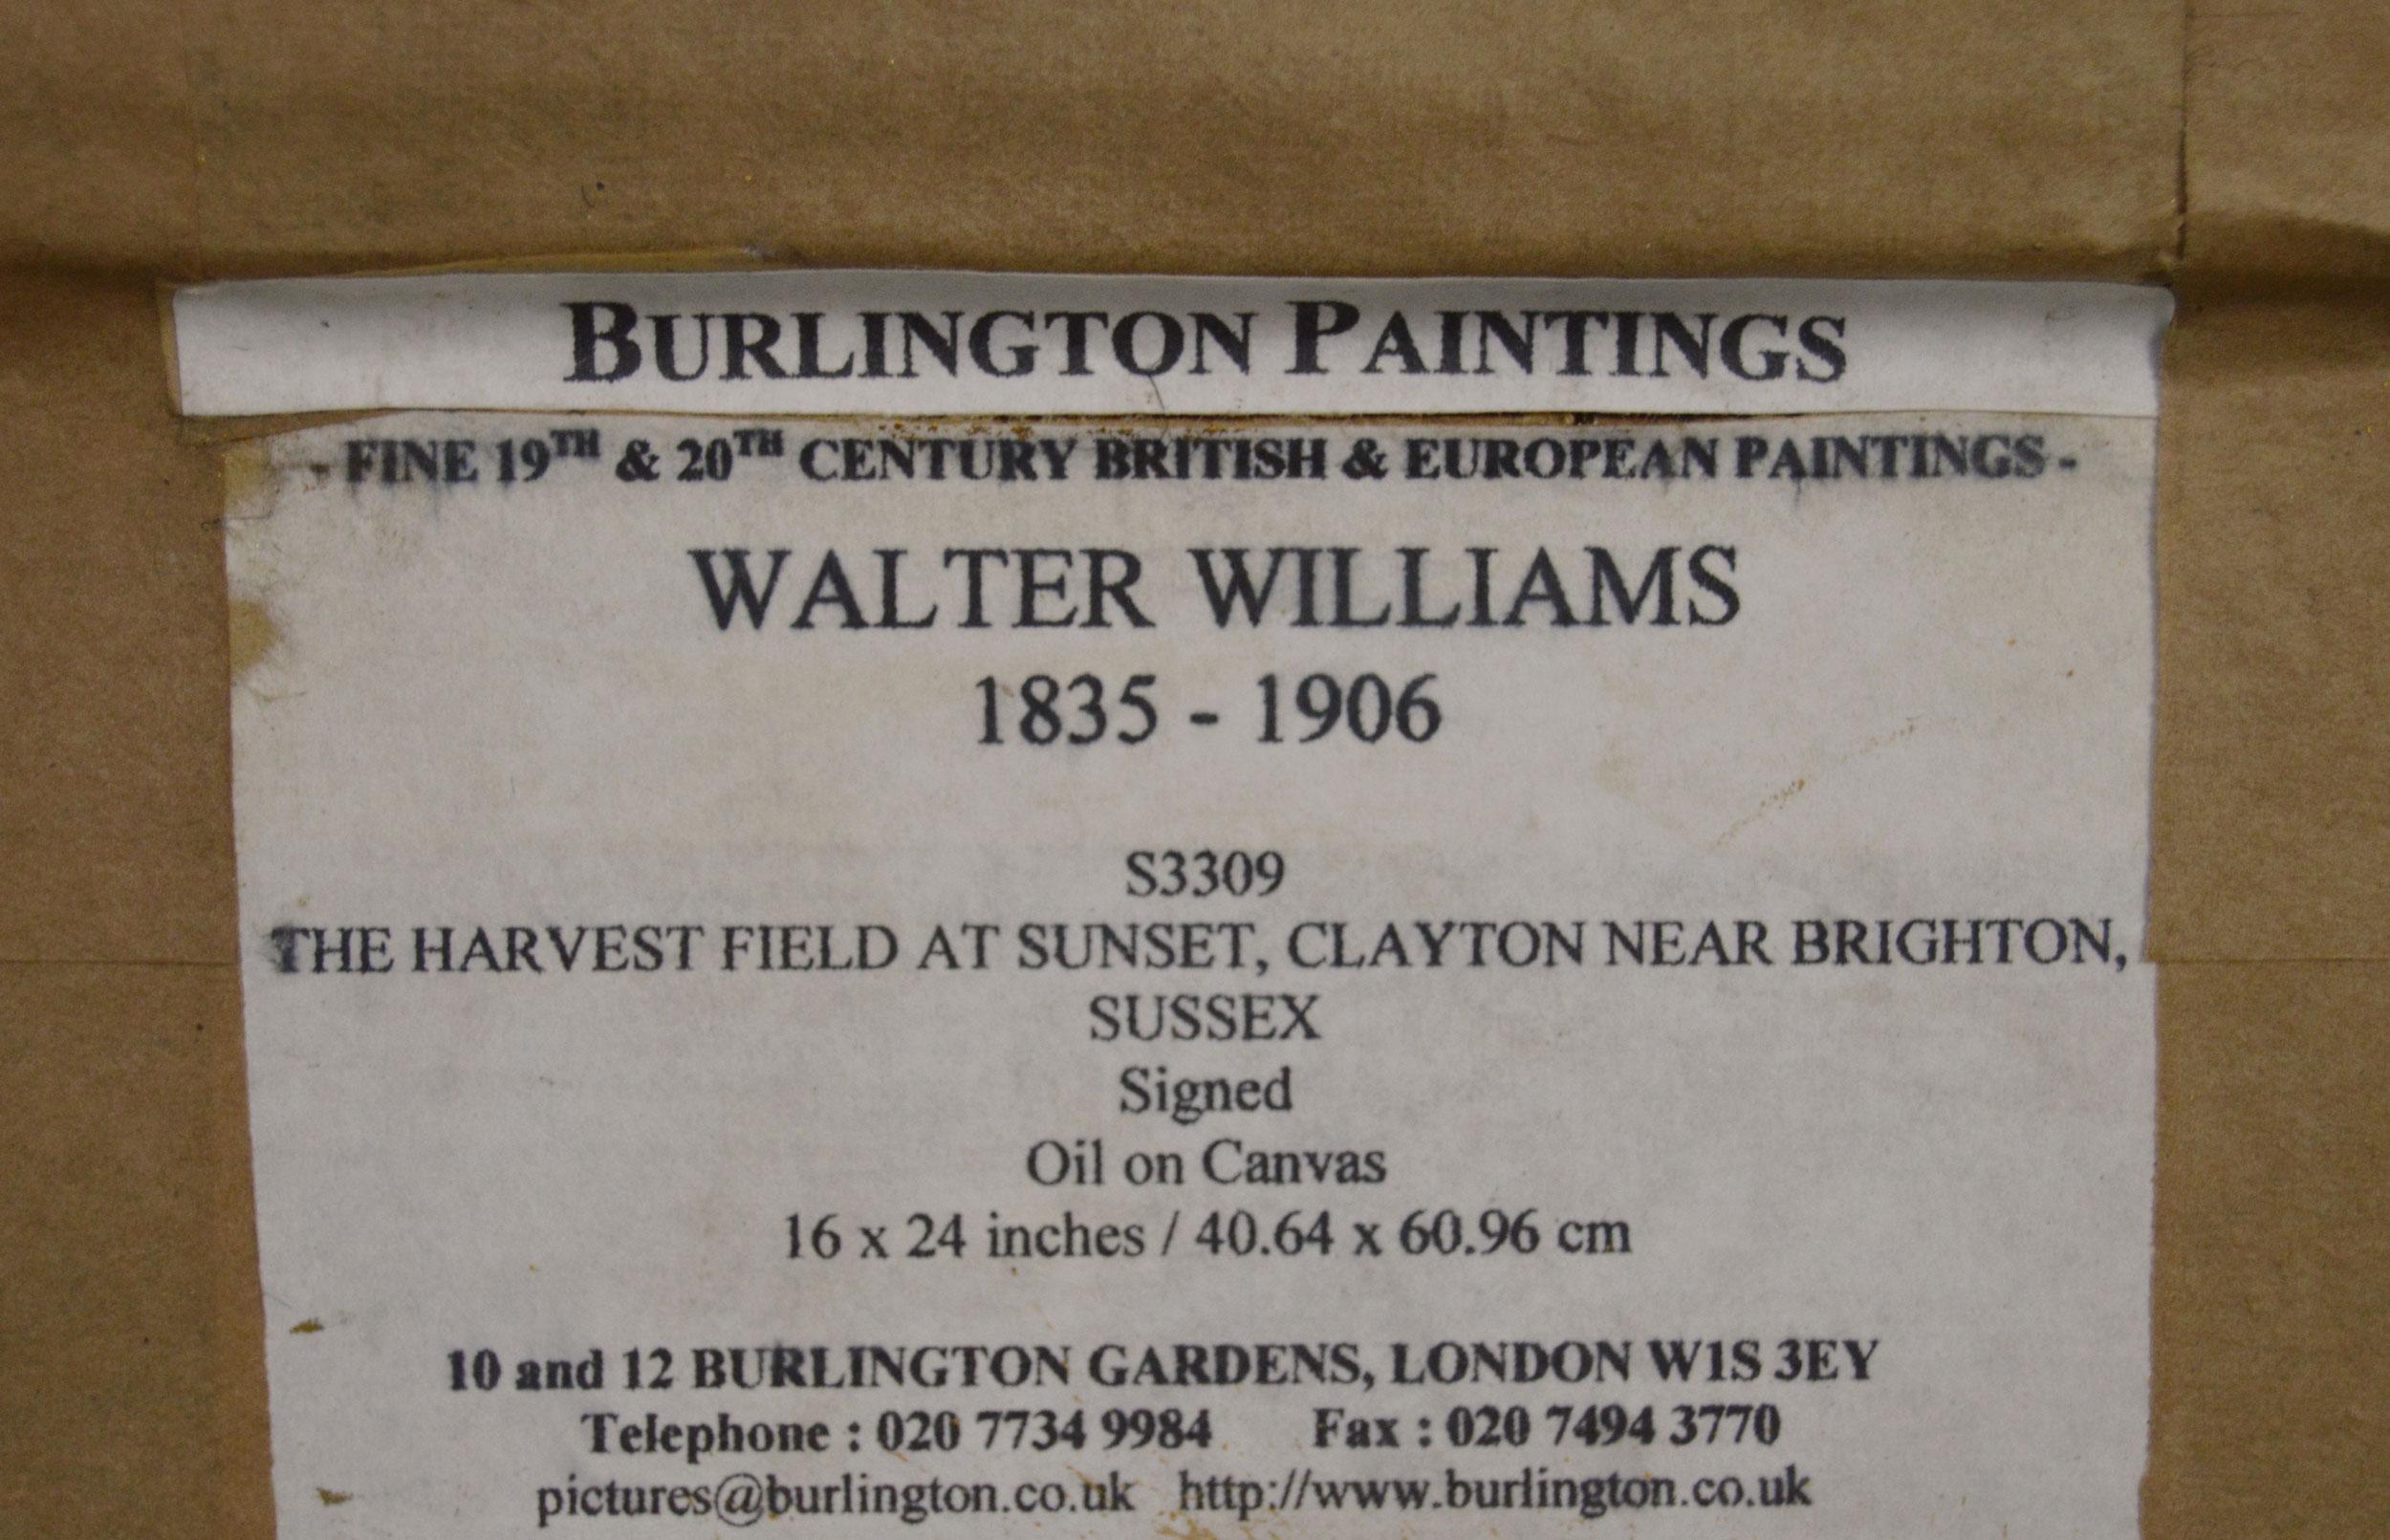 BURLINGTON PAINTINGS
- FINE 19TH & 20TH CENTURY BRITISH & EUROPEAN PAINTINGS -
WALTER WILLIAMS
1835 - 1906
S3309
THE HARVEST FIELD AT SUNSET, CLAYTON NEAR BRIGHTON,
SUSSEX
Signed
Oil on Canvas
16 x 24 inches / 40.64 x 60.96 cm
10 and 12 BURLINGTON GARDENS, LONDON W1S 3EY
Telephone : 020 7734 9984 Fax : 020 7494 3770
pictures@burlington.co.uk http://www.burlington.co.uk